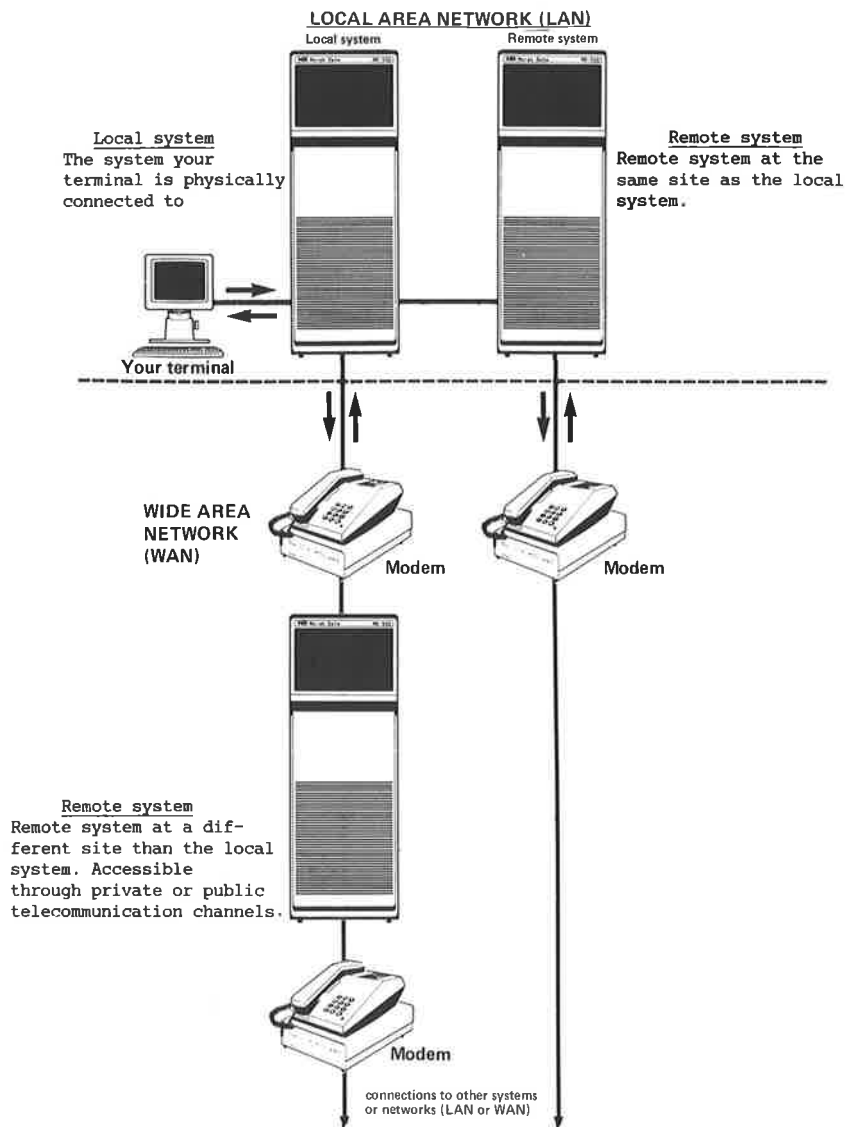 LOCAL AREA NETWORK (LAN)
Local system
Remote system
Local system
The system your
terminal is physically
connected to
Remote system
Remote system at the
same site as the local
system.
Your terminal
WIDE AREA
NETWORK
(WAN)
Modem
Modem
Remote system
Remote system at a dif-
ferent site than the local
system. Accessible
through private or public
telecommunication channels.
Modem
connections to other systems
or networks (LAN or WAN)